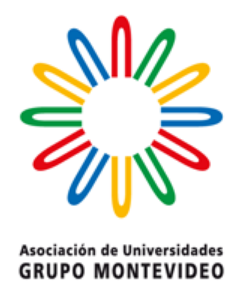 Asociación de Universidades
GRUPO MONTEVIDEO